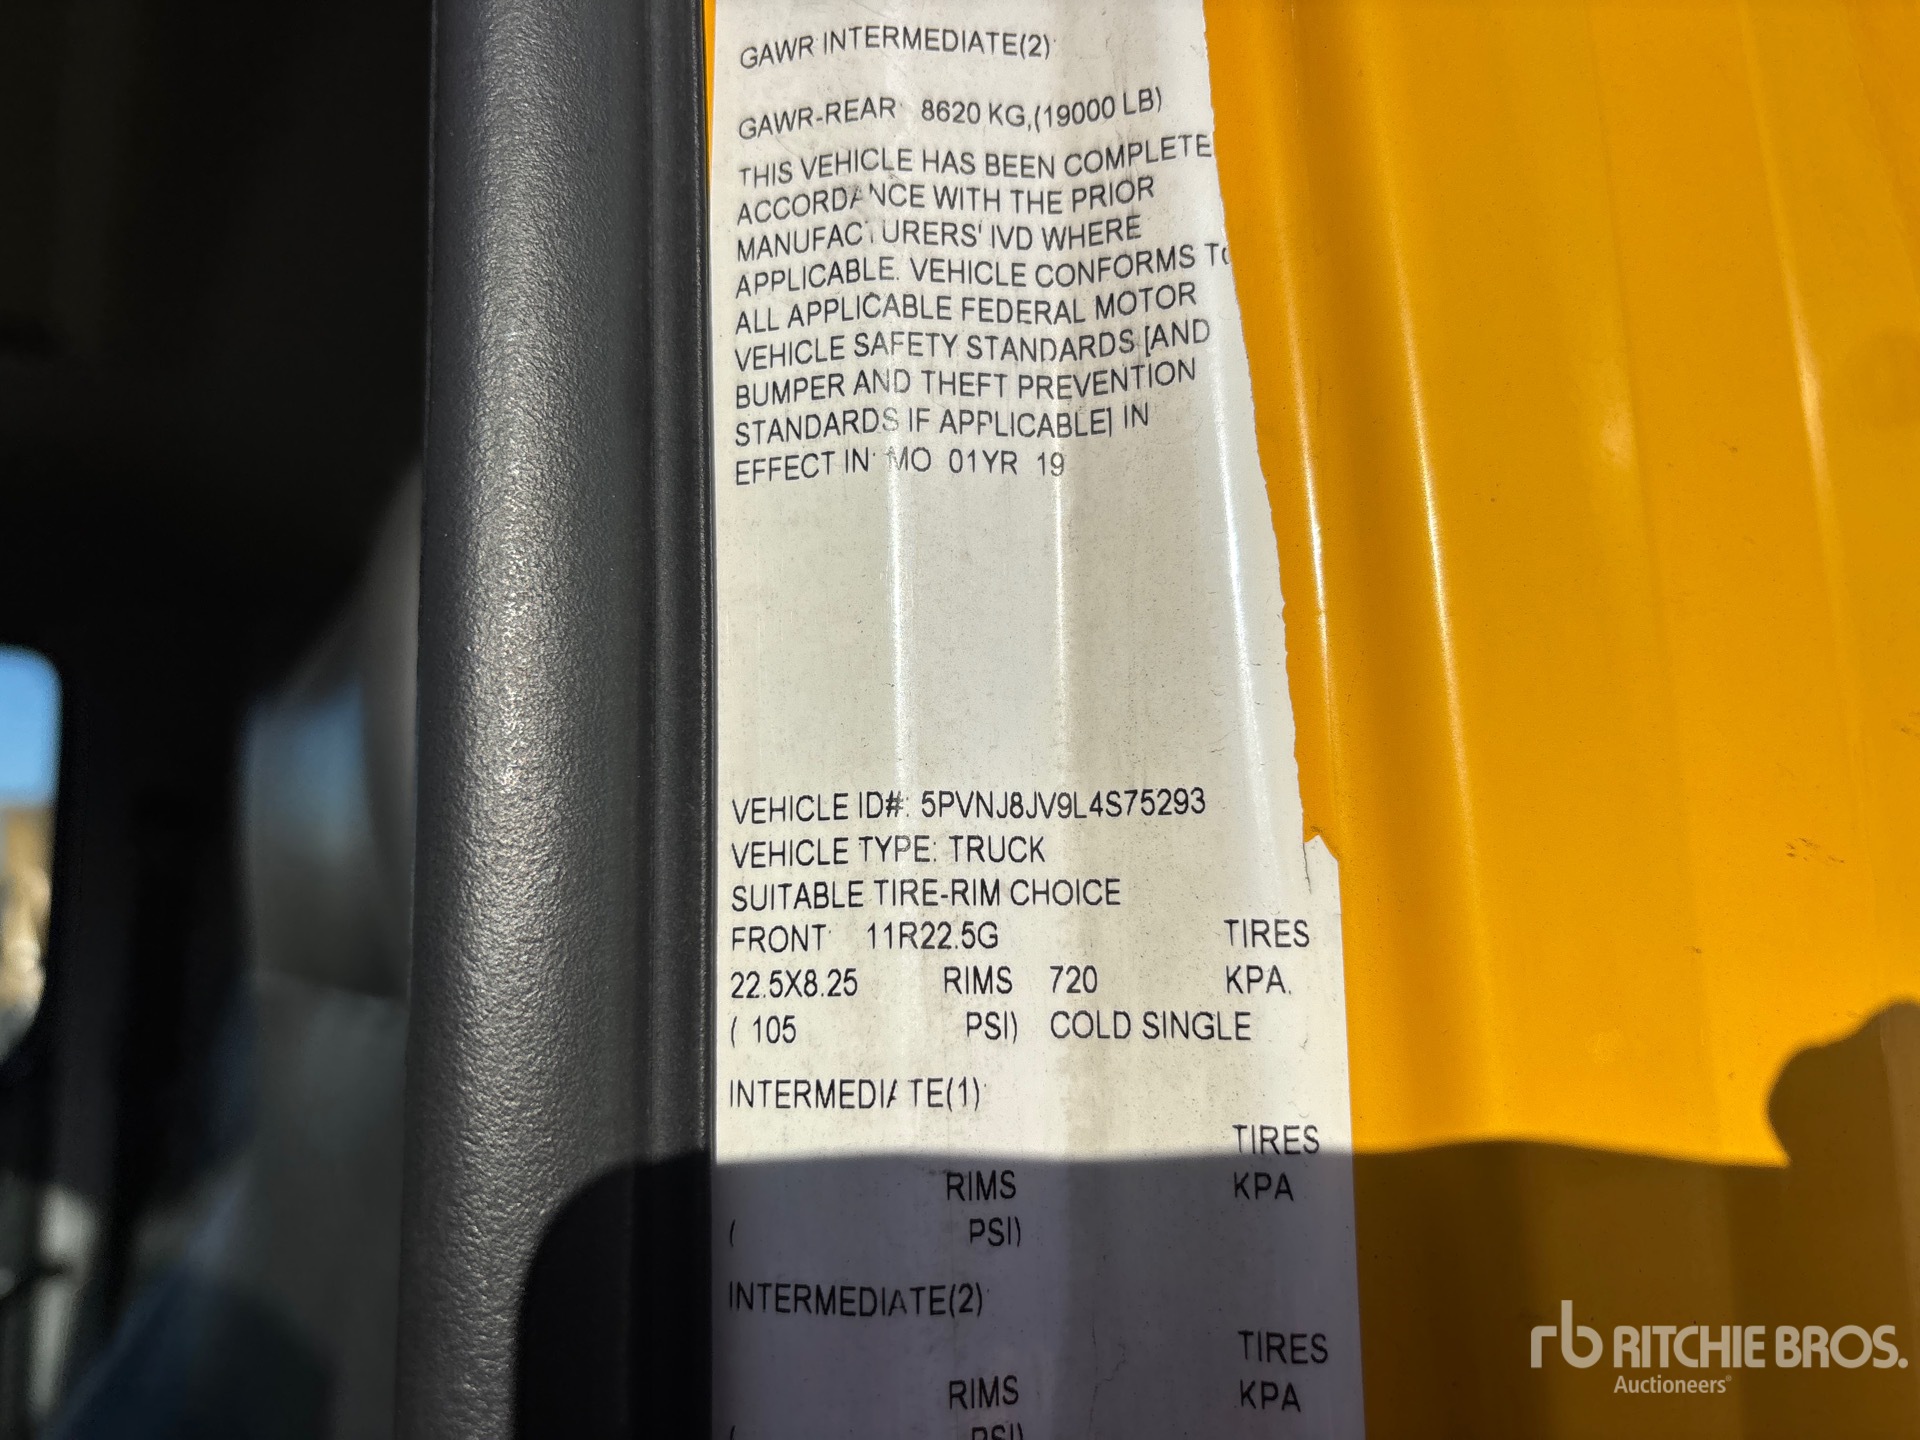 GAWR INTERMEDIATE(2)
GAWR-REAR 8620 KG,(19000 LB)
THIS VEHICLE HAS BEEN COMPLETE
ACCORDANCE WITH THE PRIOR
MANUFACTURERS' IVD WHERE
APPLICABLE. VEHICLE CONFORMS TO
ALL APPLICABLE FEDERAL MOTOR
VEHICLE SAFETY STANDARDS [AND
BUMPER AND THEFT PREVENTION
STANDARDS IF APPLICABLE] IN
EFFECT IN: MO 01YR 19
VEHICLE ID#: 5PVNJ8JV9L4S75293
VEHICLE TYPE: TRUCK
SUITABLE TIRE-RIM CHOICE
FRONT 11R22.5G TIRES
22.5X8.25 RIMS 720 KPA.
( 105 PSI) COLD SINGLE
INTERMEDIATE(1)
TIRES
RIMS KPA
( PSI)
INTERMEDIATE(2)
TIRES
RIMS KPA
( PSI)
rb RITCHIE BROS.
Auctioneers